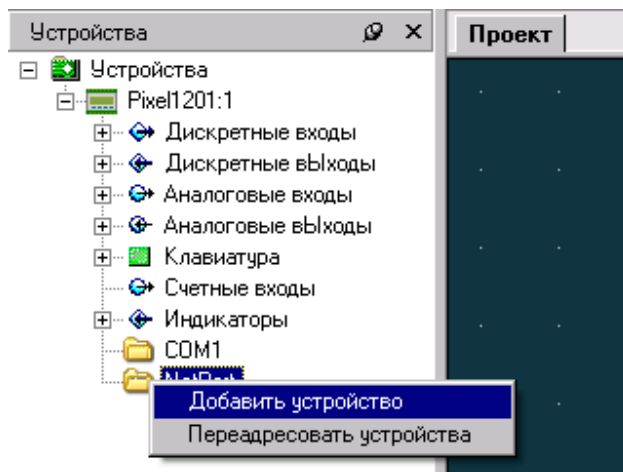 Устройства
Проект
Устройства
Pixel1201:1
Дискретные входы
Дискретные вЫходы
Аналоговые входы
Аналоговые вЫходы
Клавиатура
Счетные входы
Индикаторы
COM1
Добавить устройство
Переадресовать устройства